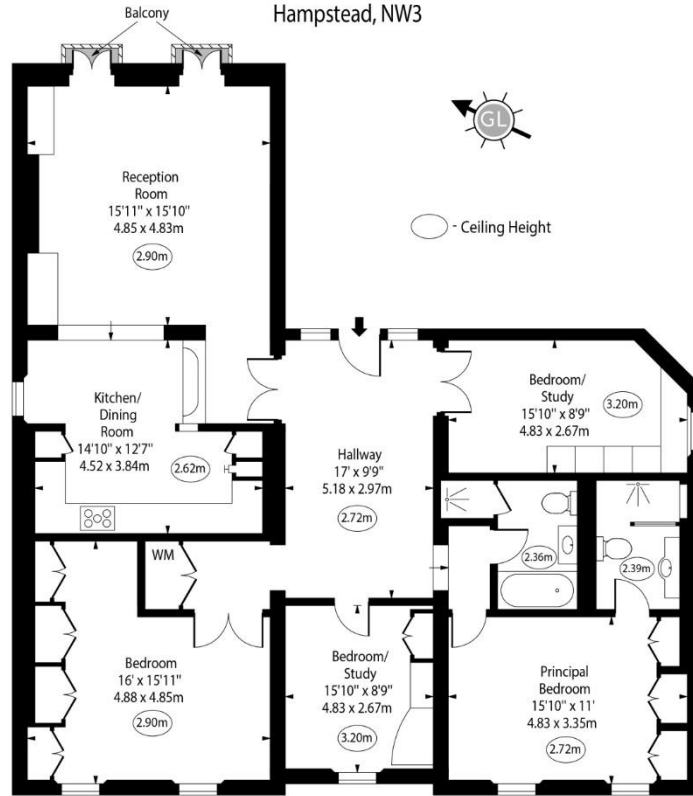 Hampstead, NW3
Balcony
GL
- Ceiling Height
Reception
Room
15'11" x 15'10"
4.85 x 4.83m
2.90m
Kitchen/
Dining
Room
14'10" x 12'7"
4.52 x 3.84m
2.62m
Hallway
17' x 9'9"
5.18 x 2.97m
2.72m
Bedroom/
Study
15'10" x 8'9"
4.83 x 2.67m
3.20m
2.36m
2.39m
WM
Bedroom
16' x 15'11"
4.88 x 4.85m
2.90m
Bedroom/
Study
15'10" x 8'9"
4.83 x 2.67m
3.20m
Principal
Bedroom
15'10" x 11'
4.83 x 3.35m
2.72m